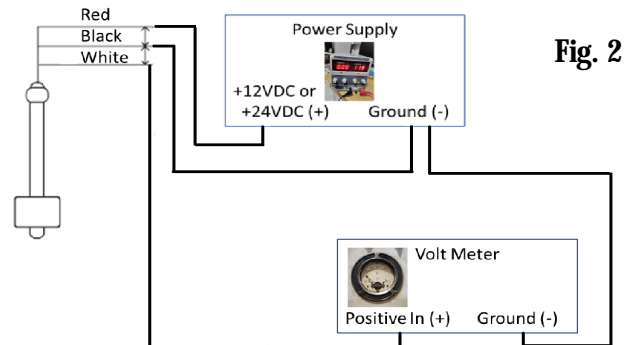 Red
Black
White
Power Supply
+12VDC or
+24VDC (+)
Ground (-)
Fig. 2
Volt Meter
Positive In (+)
Ground (-)